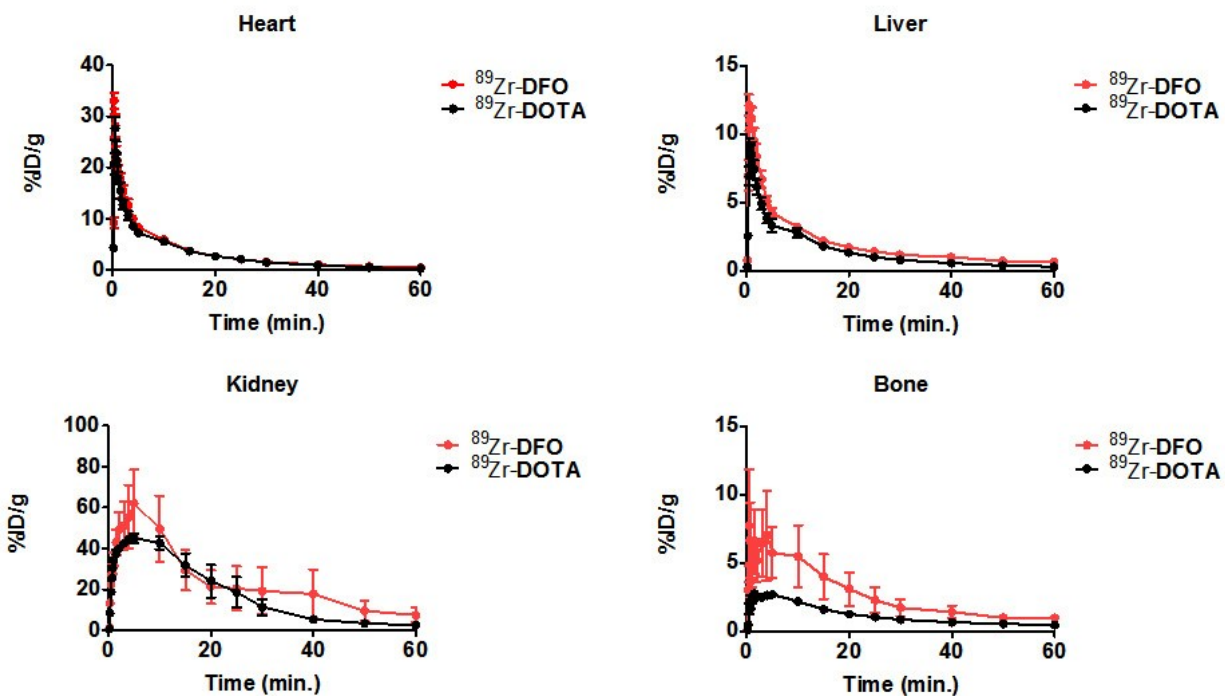 Heart
40
30
20
10
0
%ID/g
0 20 40 60
Time (min.)
⁸⁹Zr-DFO
⁸⁹Zr-DOTA
Liver
15
10
5
0
%ID/g
0 20 40 60
Time (min.)
⁸⁹Zr-DFO
⁸⁹Zr-DOTA
Kidney
100
80
60
40
20
0
%ID/g
0 20 40 60
Time (min.)
⁸⁹Zr-DFO
⁸⁹Zr-DOTA
Bone
15
10
5
0
%ID/g
0 20 40 60
Time (min.)
⁸⁹Zr-DFO
⁸⁹Zr-DOTA